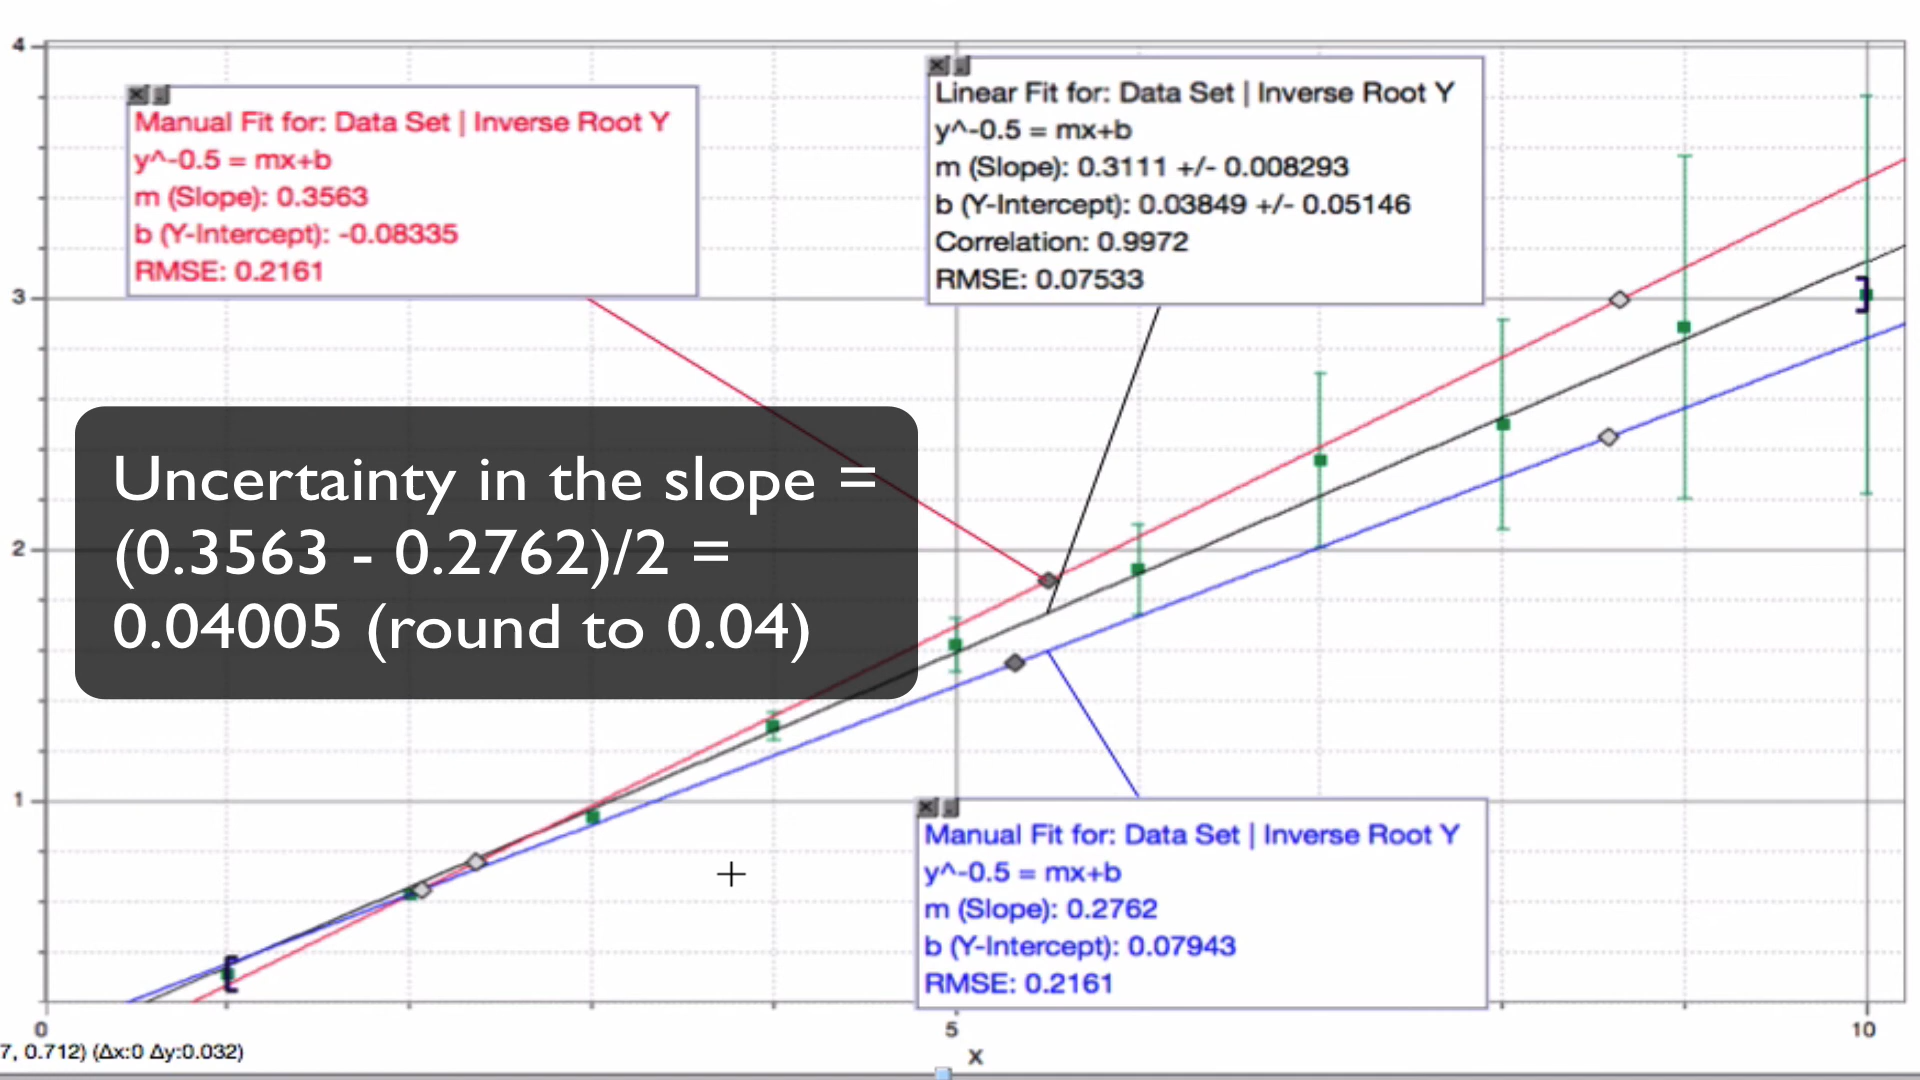 4
Manual Fit for: Data Set | Inverse Root Y
y^-0.5 = mx+b
m (Slope): 0.3563
b (Y-Intercept): -0.08335
RMSE: 0.2161
Linear Fit for: Data Set | Inverse Root Y
y^-0.5 = mx+b
m (Slope): 0.3111 +/- 0.008293
b (Y-Intercept): 0.03849 +/- 0.05146
Correlation: 0.9972
RMSE: 0.07533
3
Uncertainty in the slope =
(0.3563 - 0.2762)/2 =
0.04005 (round to 0.04)
2
1
Manual Fit for: Data Set | Inverse Root Y
y^-0.5 = mx+b
m (Slope): 0.2762
b (Y-Intercept): 0.07943
RMSE: 0.2161
0
5
10
x
7, 0.712) (Δx:0 Δy:0.032)